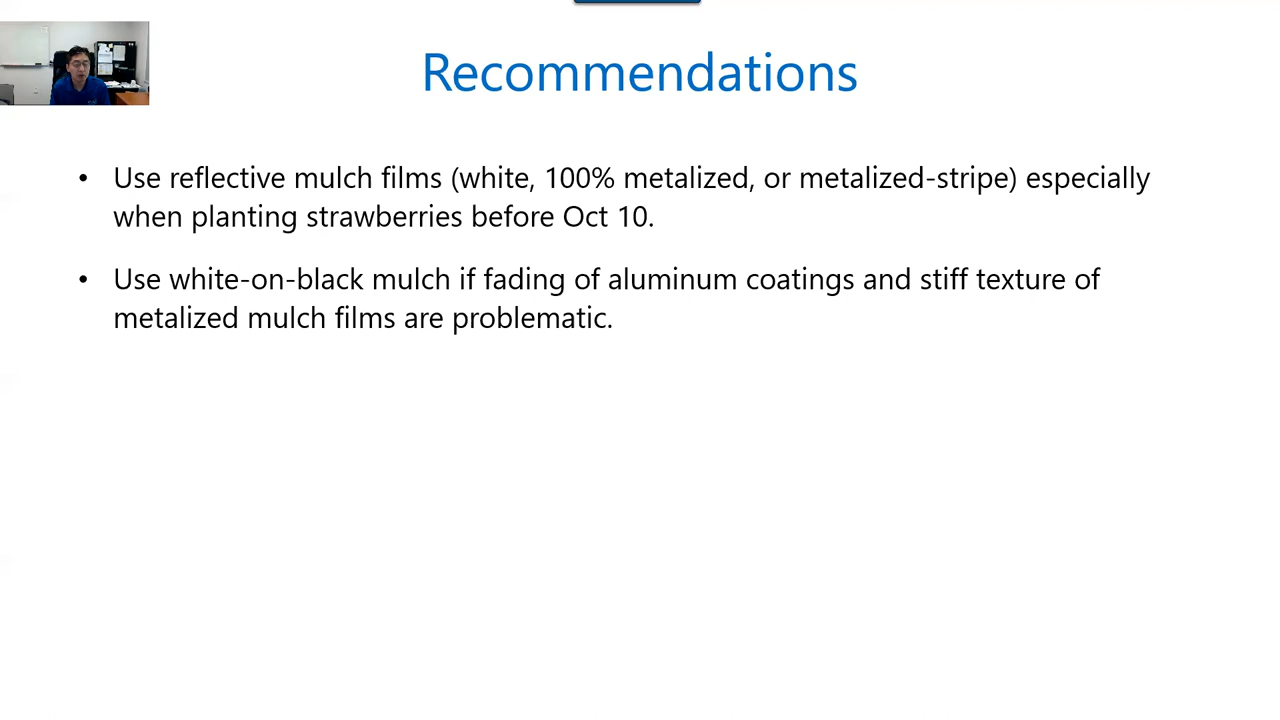 Recommendations
• Use reflective mulch films (white, 100% metalized, or metalized-stripe) especially
when planting strawberries before Oct 10.
• Use white-on-black mulch if fading of aluminum coatings and stiff texture of
metalized mulch films are problematic.